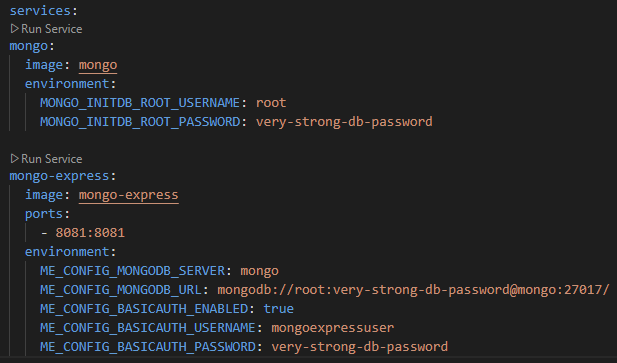 services:
Run Service
mongo:
image: mongo
environment:
MONGO_INITDB_ROOT_USERNAME: root
MONGO_INITDB_ROOT_PASSWORD: very-strong-db-password
Run Service
mongo-express:
image: mongo-express
ports:
- 8081:8081
environment:
ME_CONFIG_MONGODB_SERVER: mongo
ME_CONFIG_MONGODB_URL: mongodb://root:very-strong-db-password@mongo:27017/
ME_CONFIG_BASICAUTH_ENABLED: true
ME_CONFIG_BASICAUTH_USERNAME: mongoexpressuser
ME_CONFIG_BASICAUTH_PASSWORD: very-strong-db-password